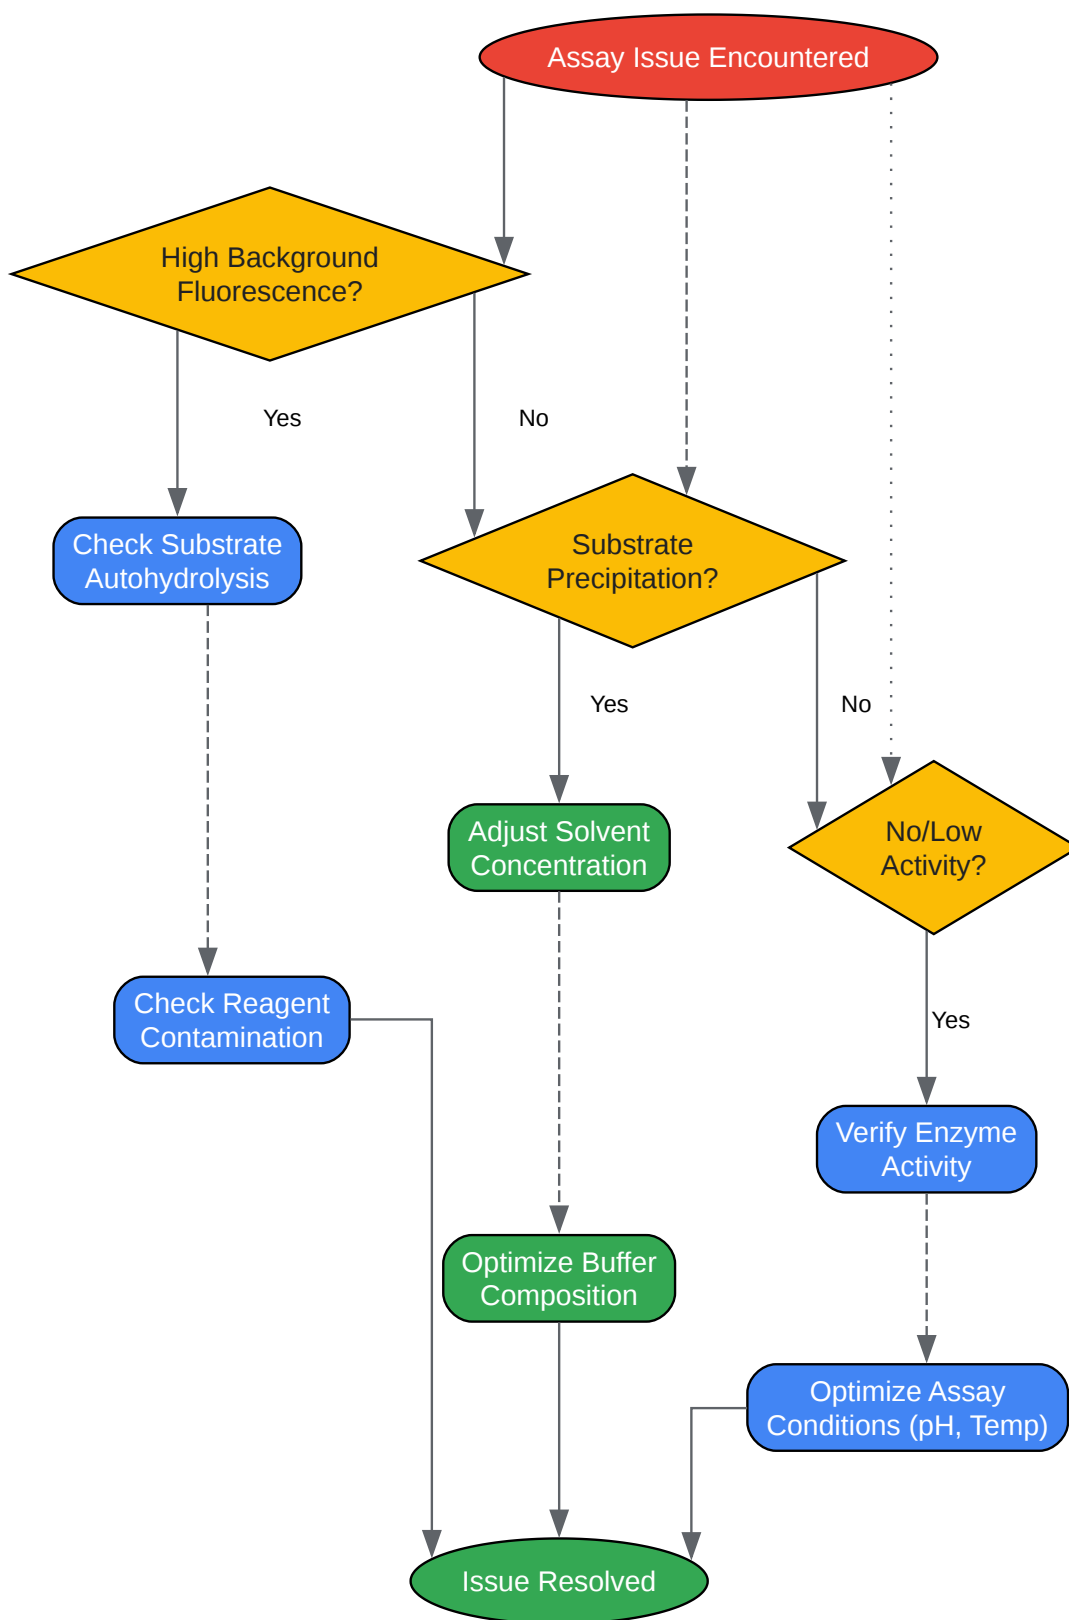 Assay Issue Encountered
High Background
Fluorescence?
Yes
No
Check Substrate
Autohydrolysis
Substrate
Precipitation?
Yes
No
Adjust Solvent
Concentration
No/Low
Activity?
Check Reagent
Contamination
Yes
Verify Enzyme
Activity
Optimize Buffer
Composition
Optimize Assay
Conditions (pH, Temp)
Issue Resolved